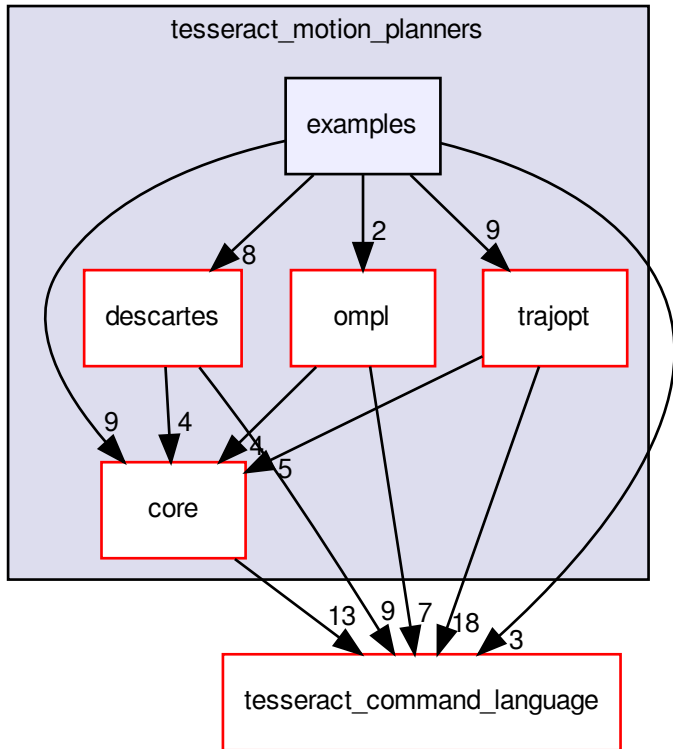 tesseract_motion_planners
examples
2
9
8
descartes
ompl
trajopt
9
4
4
5
core
13
9
7
18
3
tesseract_command_language